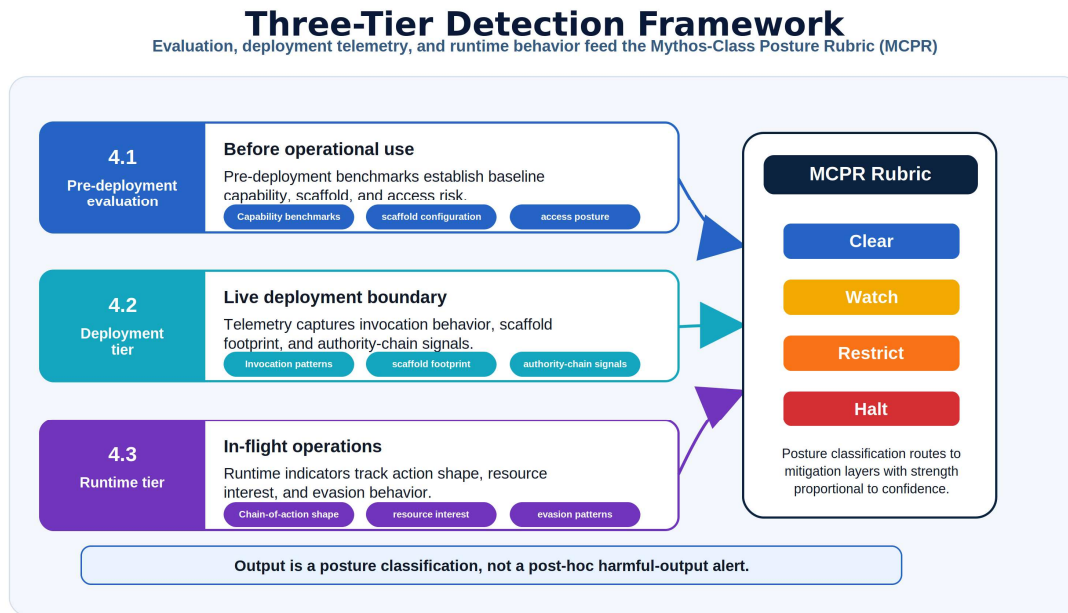 Three-Tier Detection Framework
Evaluation, deployment telemetry, and runtime behavior feed the Mythos-Class Posture Rubric (MCPR)
4.1
Pre-deployment
evaluation
Before operational use
Pre-deployment benchmarks establish baseline
capability, scaffold, and access risk.
Capability benchmarks
scaffold configuration
access posture
4.2
Deployment
tier
Live deployment boundary
Telemetry captures invocation behavior, scaffold
footprint, and authority-chain signals.
Invocation patterns
scaffold footprint
authority-chain signals
4.3
Runtime tier
In-flight operations
Runtime indicators track action shape, resource
interest, and evasion behavior.
Chain-of-action shape
resource interest
evasion patterns
MCPR Rubric
Clear
Watch
Restrict
Halt
Posture classification routes to
mitigation layers with strength
proportional to confidence.
Output is a posture classification, not a post-hoc harmful-output alert.